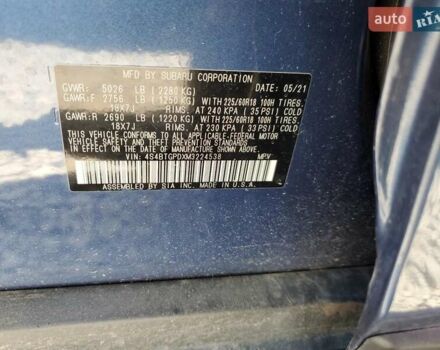 auto RIA
MFD BY SUBARU CORPORATION 05/21
GVWR: 5026 LB (2280 KG)
GAWR:F 2756 LB (1250 KG) WITH 225/60R18 100H TIRES,
18X7J RIMS, AT 240 KPA (35 PSI) COLD
GAWR:R 2690 LB (1220 KG) WITH 225/60R18 100H TIRES,
18X7J RIMS, AT 230 KPA (33 PSI) COLD
THIS VEHICLE CONFORMS TO ALL APPLICABLE FEDERAL MOTOR
VEHICLE SAFETY AND BUMPER STANDARDS IN EFFECT
ON THE DATE OF MANUFACTURE SHOWN ABOVE.
VIN: 4S4BTGPDXM3224538 MPV
ASSEMBLED BY SIA INC. MADE IN U.S.A.